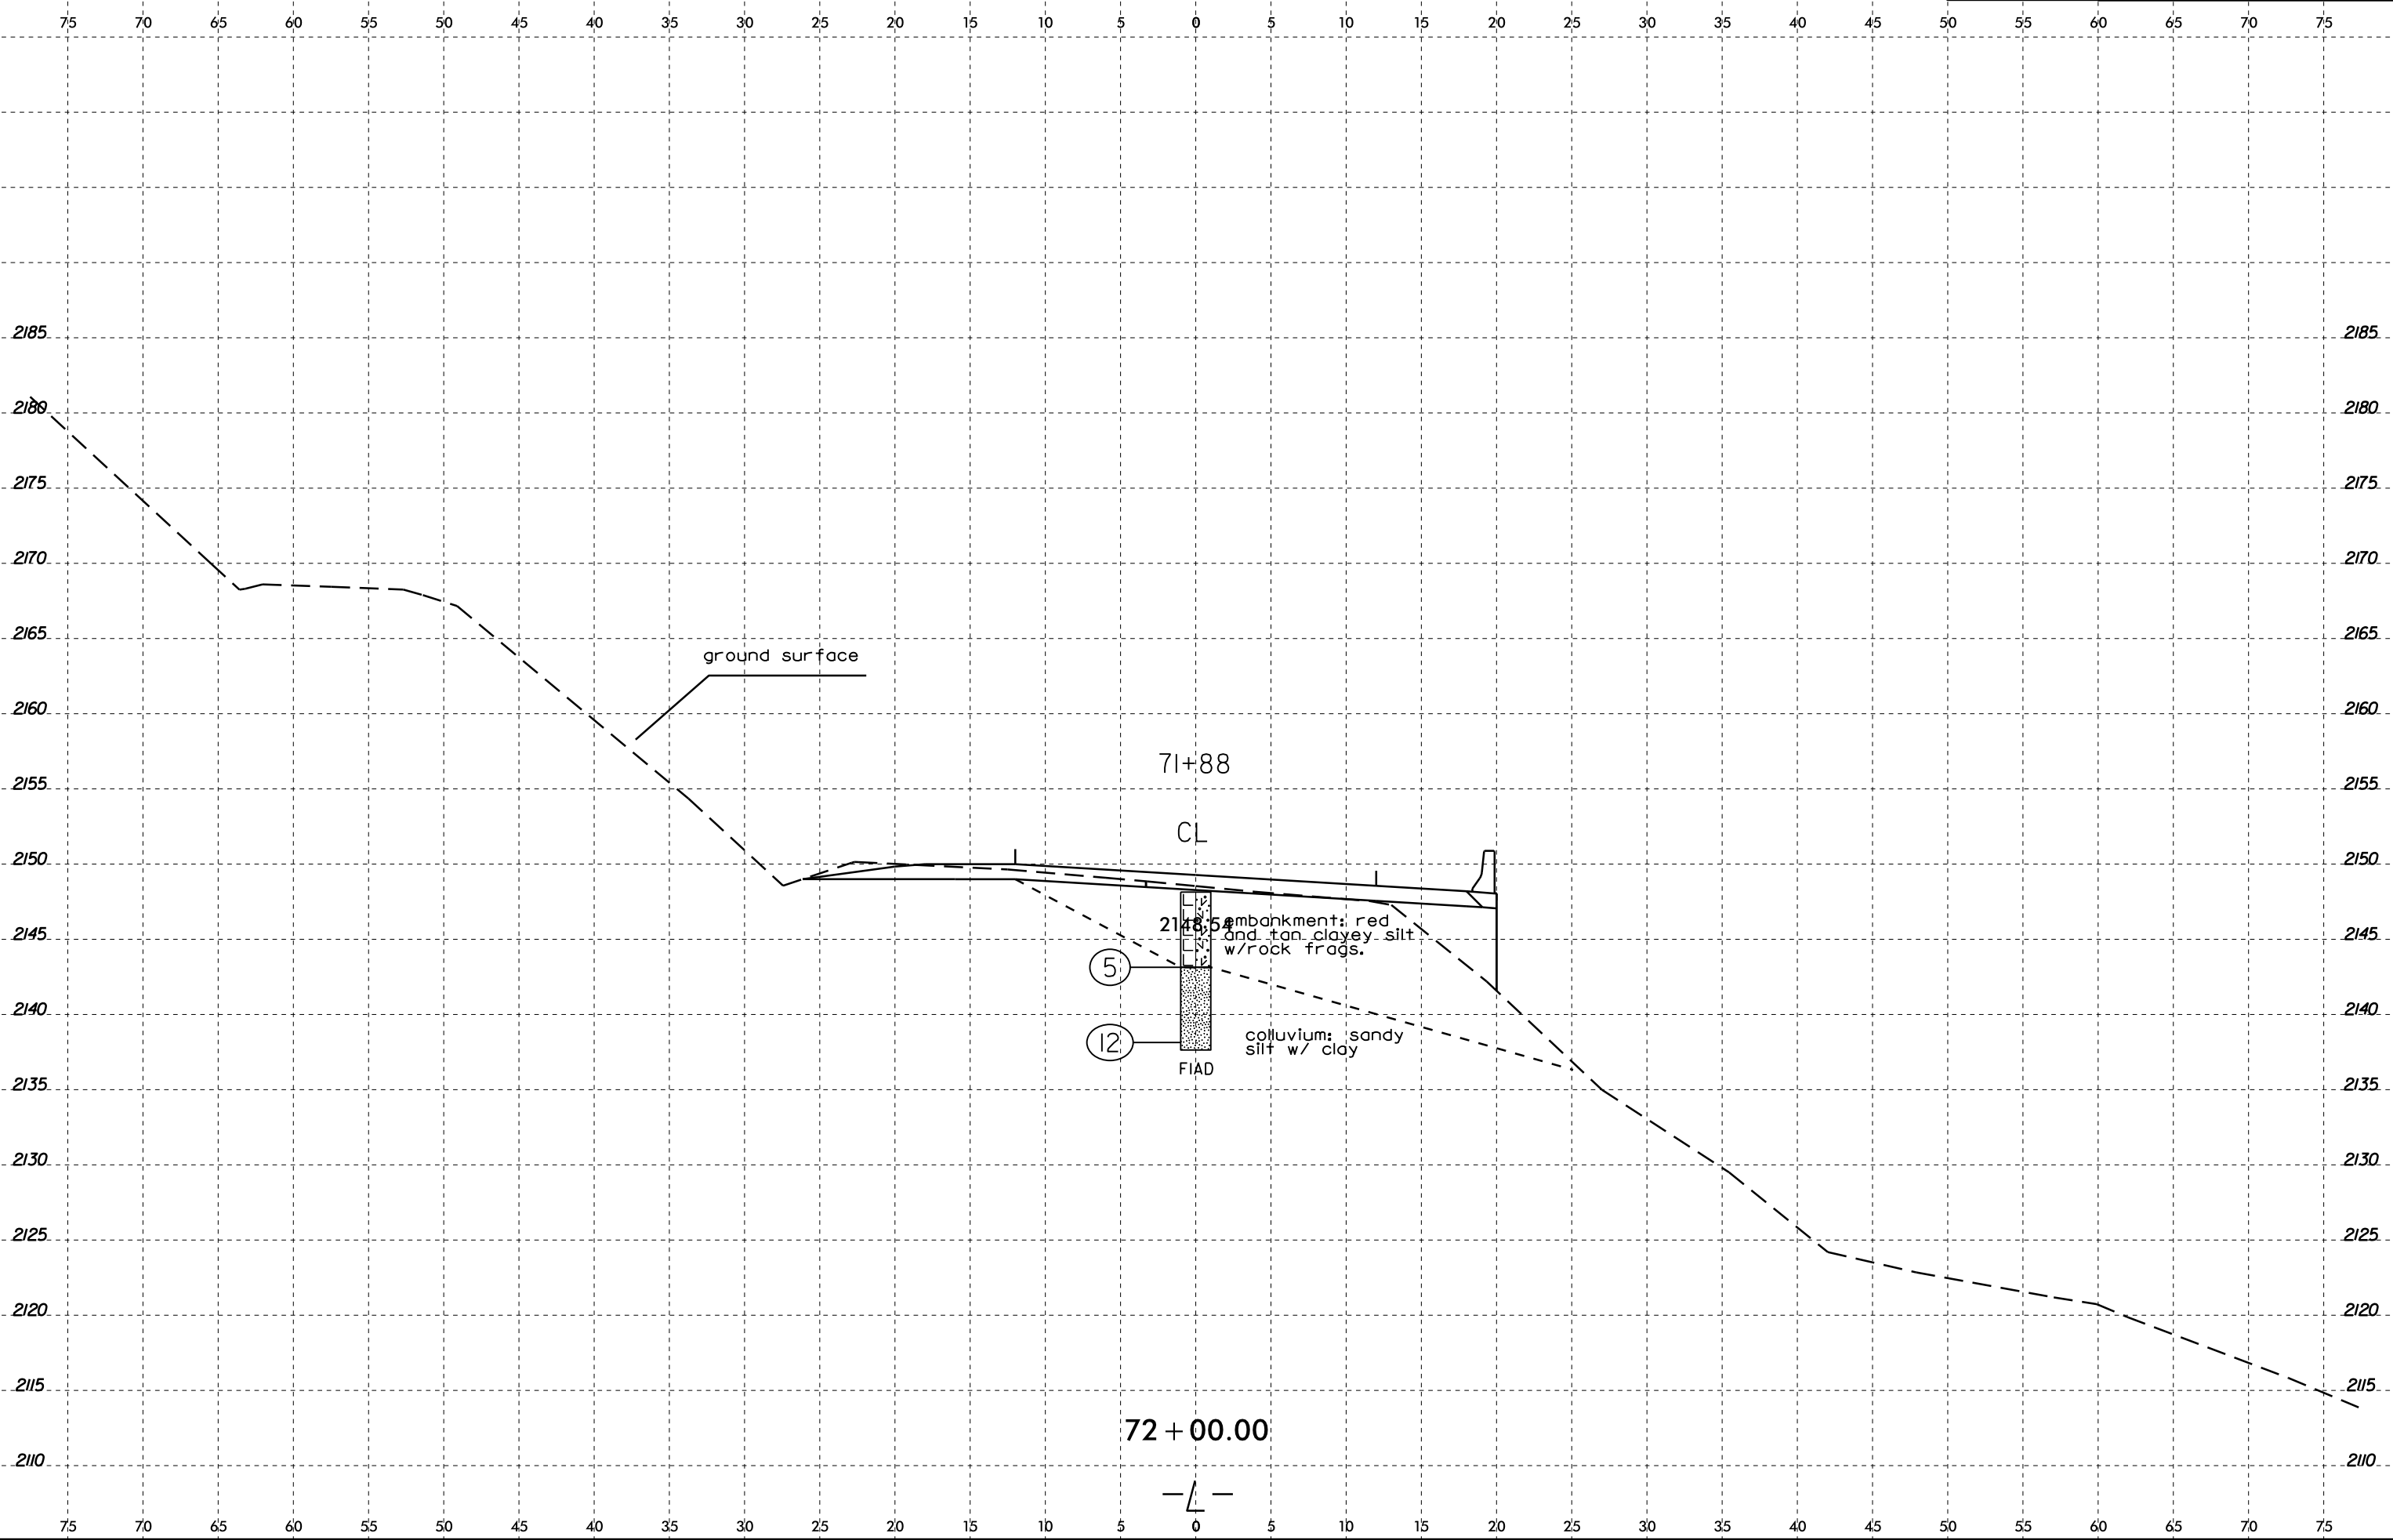 75 70 65 60 55 50 45 40 35 30 25 20 15 10 5 0 5 10 15 20 25 30 35 40 45 50 55 60 65 70 75
2185 2185
2180 2180
2175 2175
2170 2170
2165 2165
ground surface
2160 2160
71+88
2155 2155
CL
2150 2150
2148.54 embankment: red
2145 and tan clayey silt 2145
w/rock frags.
5
2140 2140
colluvium: sandy
12 silt w/ clay
FIAD
2135 2135
2130 2130
2125 2125
2120 2120
2115 2115
72+00.00
2110 2110
-L-
75 70 65 60 55 50 45 40 35 30 25 20 15 10 5 0 5 10 15 20 25 30 35 40 45 50 55 60 65 70 75